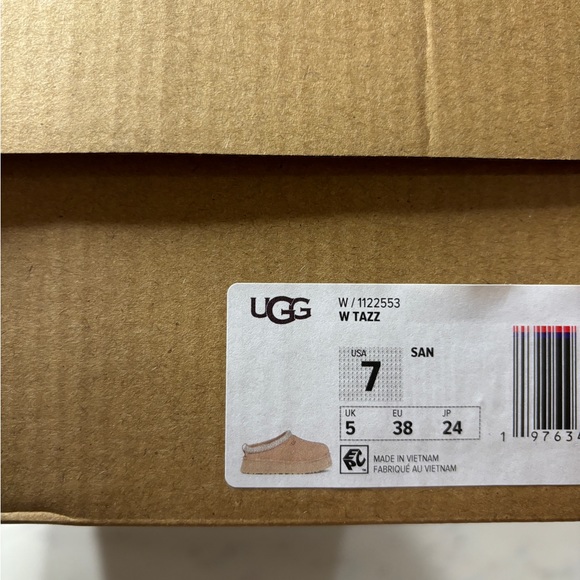 UGG
W / 1122553
W TAZZ
USA
7
SAN
UK EU JP
5 38 24
MADE IN VIETNAM
FABRIQUÉ AU VIETNAM
1 97634